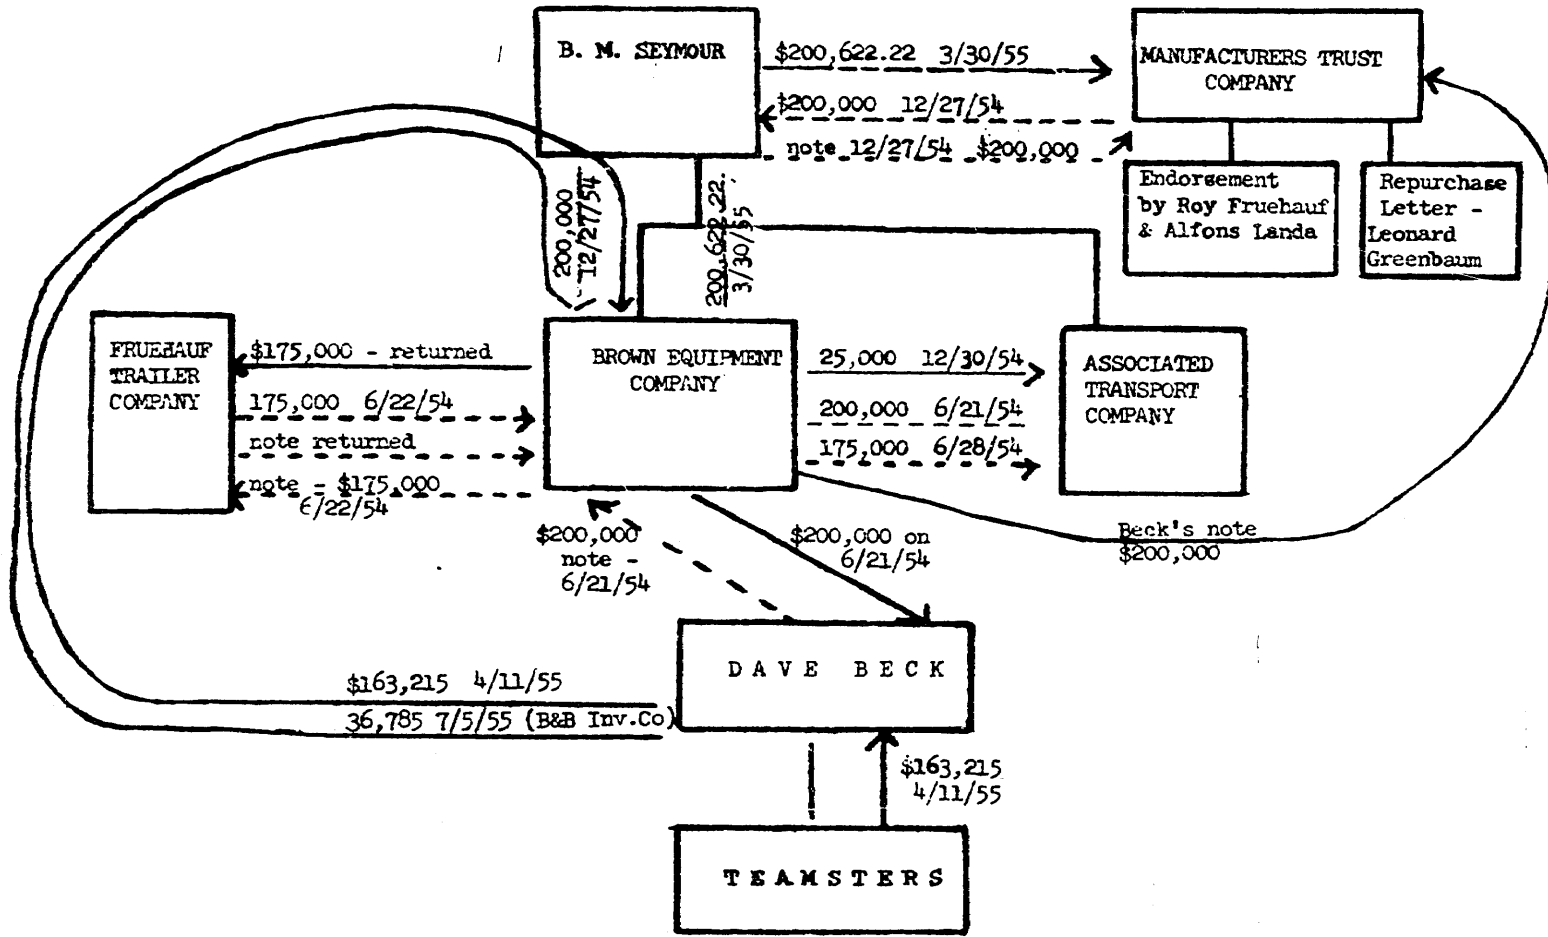 B. M. SEYMOUR
$200,622.22 3/30/55
$200,000 12/27/54
note 12/27/54 $200,000
MANUFACTURERS TRUST
COMPANY
Endorsement
by Roy Fruehauf
& Alfons Landa
Repurchase
Letter -
Leonard
Greenbaum
200,000
12/27/54
200,622.22.
3/30/55
FRUEHAUF
TRAILER
COMPANY
$175,000 - returned
175,000 6/22/54
note returned
note - $175,000
6/22/54
BROWN EQUIPMENT
COMPANY
25,000 12/30/54
200,000 6/21/54
175,000 6/28/54
ASSOCIATED
TRANSPORT
COMPANY
$200,000
note -
6/21/54
$200,000 on
6/21/54
Beck's note
$200,000
DAVE BECK
$163,215 4/11/55
36,785 7/5/55 (B&B Inv.Co)
$163,215
4/11/55
TEAMSTERS